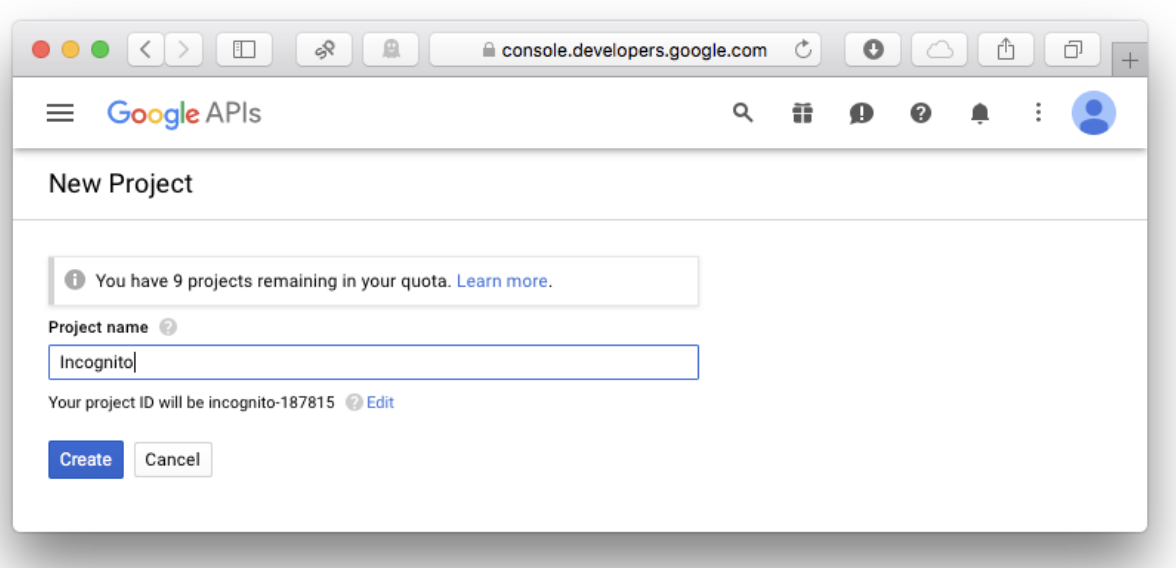 console.developers.google.com
Google APIs
New Project
You have 9 projects remaining in your quota. Learn more.
Project name
Incognito
Your project ID will be incognito-187815 Edit
Create Cancel